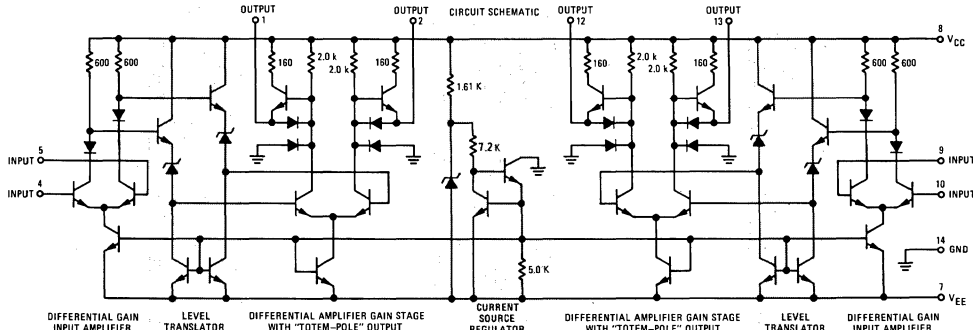 OUTPUT
1
OUTPUT
2
CIRCUIT SCHEMATIC
OUTPUT
12
OUTPUT
13
8
VCC
600
600
160
2.0 k
2.0 k
160
1.61 K
160
2.0 k
2.0 k
160
600
600
5
INPUT
4
INPUT
7.2 K
9
INPUT
10
INPUT
14
GND
5.0 K
7
VEE
DIFFERENTIAL GAIN
INPUT AMPLIFIER
LEVEL
TRANSLATOR
DIFFERENTIAL AMPLIFIER GAIN STAGE
WITH "TOTEM-POLE" OUTPUT
CURRENT
SOURCE
REGULATOR
DIFFERENTIAL AMPLIFIER GAIN STAGE
WITH "TOTEM-POLE" OUTPUT
LEVEL
TRANSLATOR
DIFFERENTIAL GAIN
INPUT AMPLIFIER